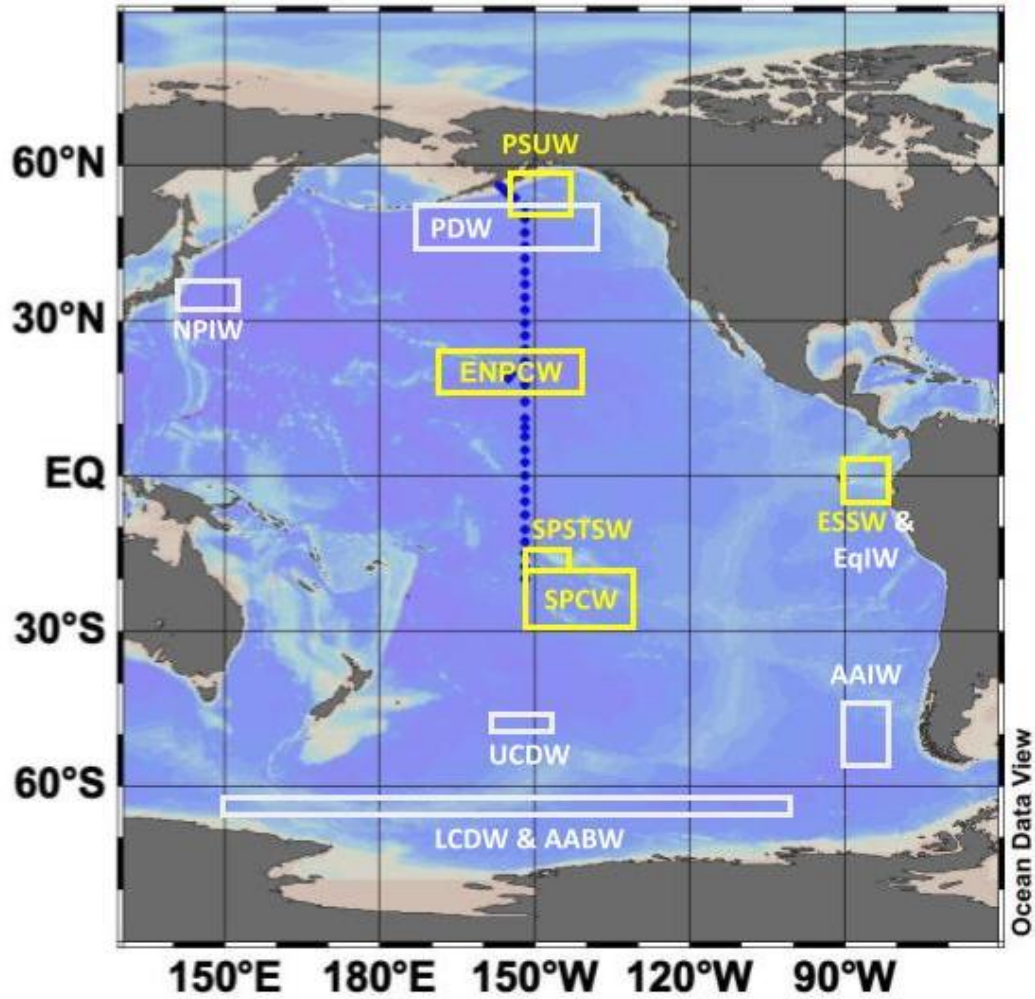 60°N
PSUW
PDW
30°N
NPIW
ENPCW
EQ
ESSW &
EqIW
SPSTSW
SPCW
30°S
AAIW
UCDW
60°S
LCDW & AABW
150°E
180°E
150°W
120°W
90°W
Ocean Data View